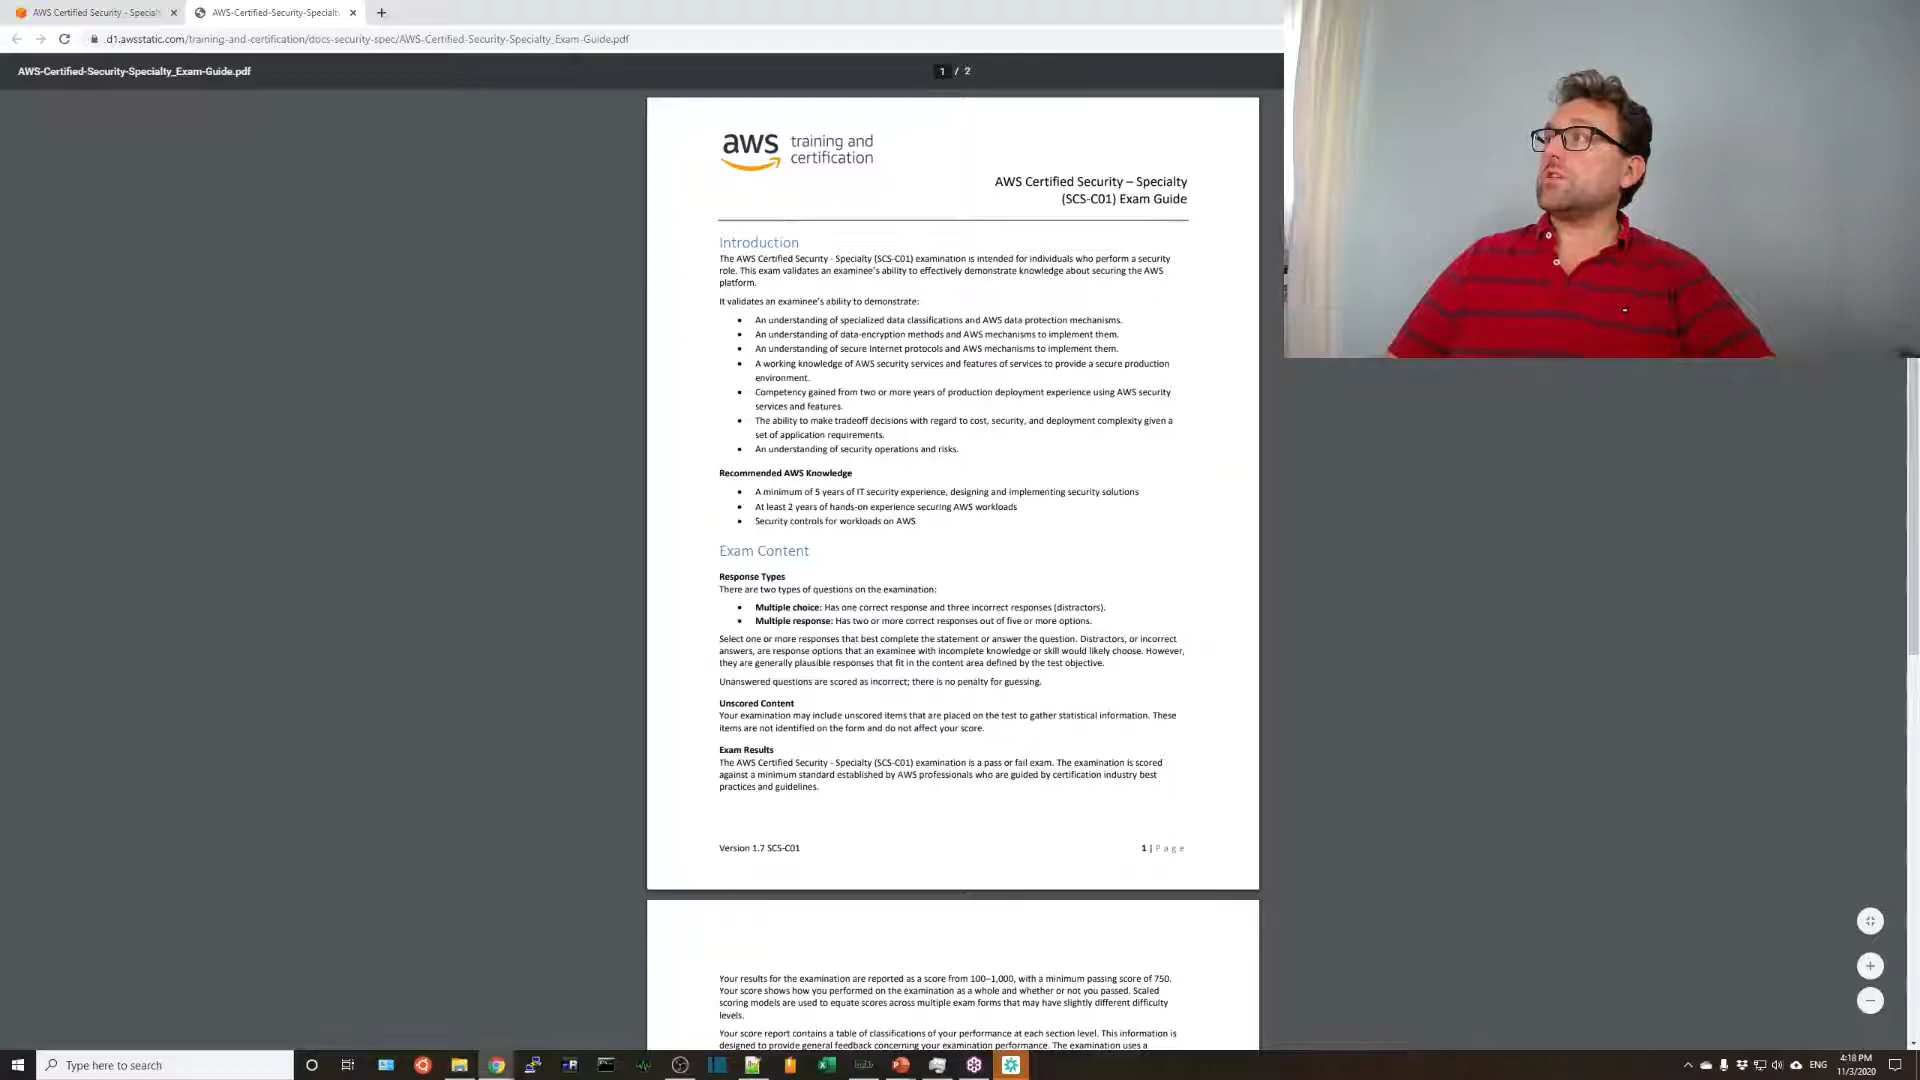 AWS Certified Security - Special
AWS-Certified-Security-Specialty
d1.awsstatic.com/training-and-certification/docs-security-spec/AWS-Certified-Security-Specialty_Exam-Guide.pdf
AWS-Certified-Security-Specialty_Exam-Guide.pdf
1 / 2
aws training and
certification
AWS Certified Security – Specialty
(SCS-C01) Exam Guide
Introduction
The AWS Certified Security - Specialty (SCS-C01) examination is intended for individuals who perform a security
role. This exam validates an examinee's ability to effectively demonstrate knowledge about securing the AWS
platform.
It validates an examinee's ability to demonstrate:
• An understanding of specialized data classifications and AWS data protection mechanisms.
• An understanding of data-encryption methods and AWS mechanisms to implement them.
• An understanding of secure Internet protocols and AWS mechanisms to implement them.
• A working knowledge of AWS security services and features of services to provide a secure production
environment.
• Competency gained from two or more years of production deployment experience using AWS security
services and features.
• The ability to make tradeoff decisions with regard to cost, security, and deployment complexity given a
set of application requirements.
• An understanding of security operations and risks.
Recommended AWS Knowledge
• A minimum of 5 years of IT security experience, designing and implementing security solutions
• At least 2 years of hands-on experience securing AWS workloads
• Security controls for workloads on AWS
Exam Content
Response Types
There are two types of questions on the examination:
• Multiple choice: Has one correct response and three incorrect responses (distractors).
• Multiple response: Has two or more correct responses out of five or more options.
Select one or more responses that best complete the statement or answer the question. Distractors, or incorrect
answers, are response options that an examinee with incomplete knowledge or skill would likely choose. However,
they are generally plausible responses that fit in the content area defined by the test objective.
Unanswered questions are scored as incorrect; there is no penalty for guessing.
Unscored Content
Your examination may include unscored items that are placed on the test to gather statistical information. These
items are not identified on the form and do not affect your score.
Exam Results
The AWS Certified Security - Specialty (SCS-C01) examination is a pass or fail exam. The examination is scored
against a minimum standard established by AWS professionals who are guided by certification industry best
practices and guidelines.
Version 1.7 SCS-C01
1 | Page
Your results for the examination are reported as a score from 100–1,000, with a minimum passing score of 750.
Your score shows how you performed on the examination as a whole and whether or not you passed. Scaled
scoring models are used to equate scores across multiple exam forms that may have slightly different difficulty
levels.
Your score report contains a table of classifications of your performance at each section level. This information is
designed to provide general feedback concerning your examination performance. The examination uses a
Type here to search
ENG
4:18 PM
11/3/2020